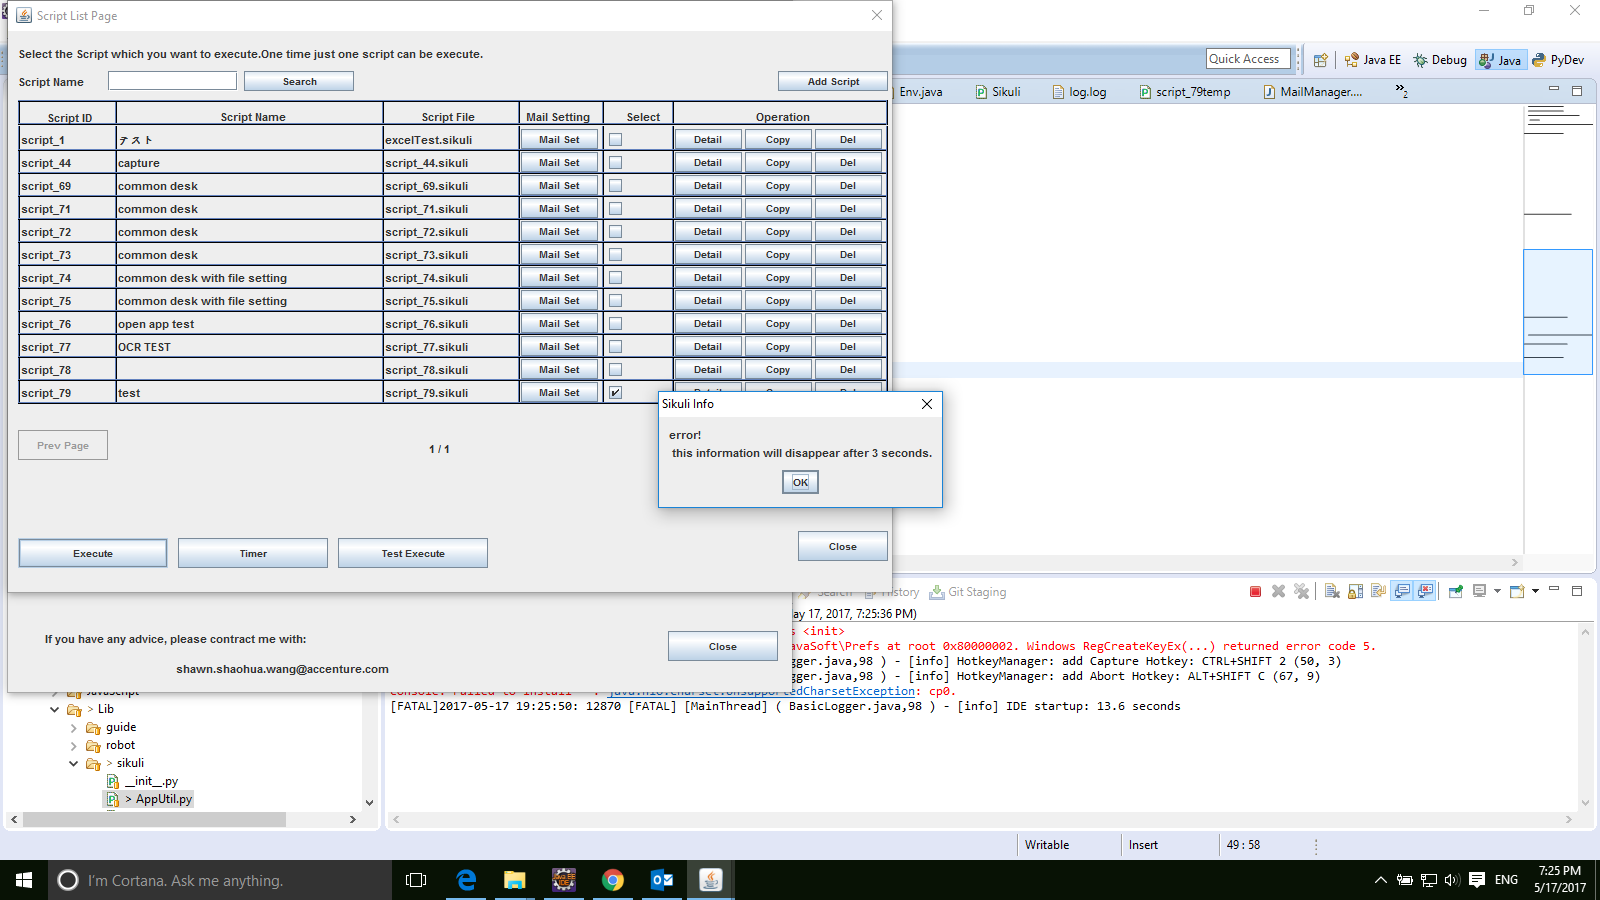 Script List Page
Select the Script which you want to execute.One time just one script can be execute.
Script Name Search Add Script
Script ID Script Name Script File Mail Setting Select Operation
script_1 テスト excelTest.sikuli Mail Set Detail Copy Del
script_44 capture script_44.sikuli Mail Set Detail Copy Del
script_69 common desk script_69.sikuli Mail Set Detail Copy Del
script_71 common desk script_71.sikuli Mail Set Detail Copy Del
script_72 common desk script_72.sikuli Mail Set Detail Copy Del
script_73 common desk script_73.sikuli Mail Set Detail Copy Del
script_74 common desk with file setting script_74.sikuli Mail Set Detail Copy Del
script_75 common desk with file setting script_75.sikuli Mail Set Detail Copy Del
script_76 open app test script_76.sikuli Mail Set Detail Copy Del
script_77 OCR TEST script_77.sikuli Mail Set Detail Copy Del
script_78 script_78.sikuli Mail Set Detail Copy Del
script_79 test script_79.sikuli Mail Set
Prev Page 1 / 1
Execute Timer Test Execute Close
Sikuli Info
error!
this information will disappear after 3 seconds.
OK
If you have any advice, please contract me with:
shawn.shaohua.wang@accenture.com
Close
Quick Access Java EE Debug Java PyDev
Env.java Sikuli log.log script_79temp MailManager.... 2
Search History Git Staging
ay 17, 2017, 7:25:36 PM)
s <init>
avaSoft\Prefs at root 0x80000002. Windows RegCreateKeyEx(...) returned error code 5.
gger.java,98 ) - [info] HotkeyManager: add Capture Hotkey: CTRL+SHIFT 2 (50, 3)
gger.java,98 ) - [info] HotkeyManager: add Abort Hotkey: ALT+SHIFT C (67, 9)
console: Failed to install '': java.nio.charset.UnsupportedCharsetException: cp0.
[FATAL]2017-05-17 19:25:50: 12870 [FATAL] [MainThread] ( BasicLogger.java,98 ) - [info] IDE startup: 13.6 seconds
JavaScript
> Lib
guide
robot
> sikuli
__init__.py
> AppUtil.py
Writable Insert 49 : 58
I'm Cortana. Ask me anything.
ENG 7:25 PM
5/17/2017